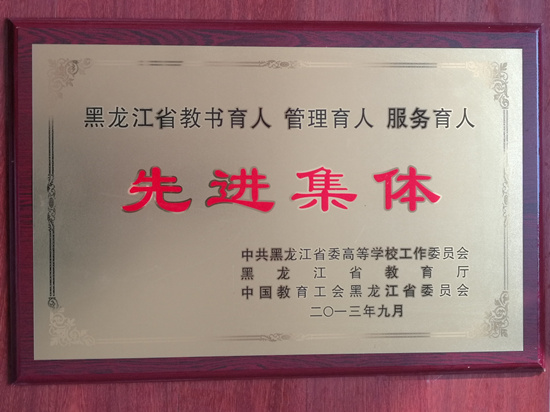 黑龙江省教书育人 管理育人 服务育人
先进集体
中共黑龙江省委高等学校工作委员会
黑龙江省教育厅
中国教育工会黑龙江省委员会
二〇一三年九月